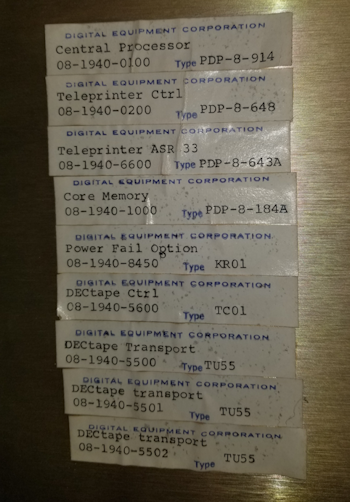 DIGITAL EQUIPMENT CORPORATION
Central Processor
08-1940-0100 Type PDP-8-914
DIGITAL EQUIPMENT CORPORATION
Teleprinter Ctrl
08-1940-0200 Type PDP-8-648
DIGITAL EQUIPMENT CORPORATION
Teleprinter ASR 33
08-1940-6600 Type PDP-8-643A
DIGITAL EQUIPMENT CORPORATION
Core Memory
08-1940-1000 Type PDP-8-184A
DIGITAL EQUIPMENT CORPORATION
Power Fail Option
08-1940-8450 Type KR01
DIGITAL EQUIPMENT CORPORATION
DECtape Ctrl
08-1940-5600 Type TC01
DIGITAL EQUIPMENT CORPORATION
DECtape Transport
08-1940-5500 Type TU55
DIGITAL EQUIPMENT CORPORATION
DECtape transport
08-1940-5501 Type TU55
DIGITAL EQUIPMENT CORPORATION
DECtape transport
08-1940-5502 Type TU55